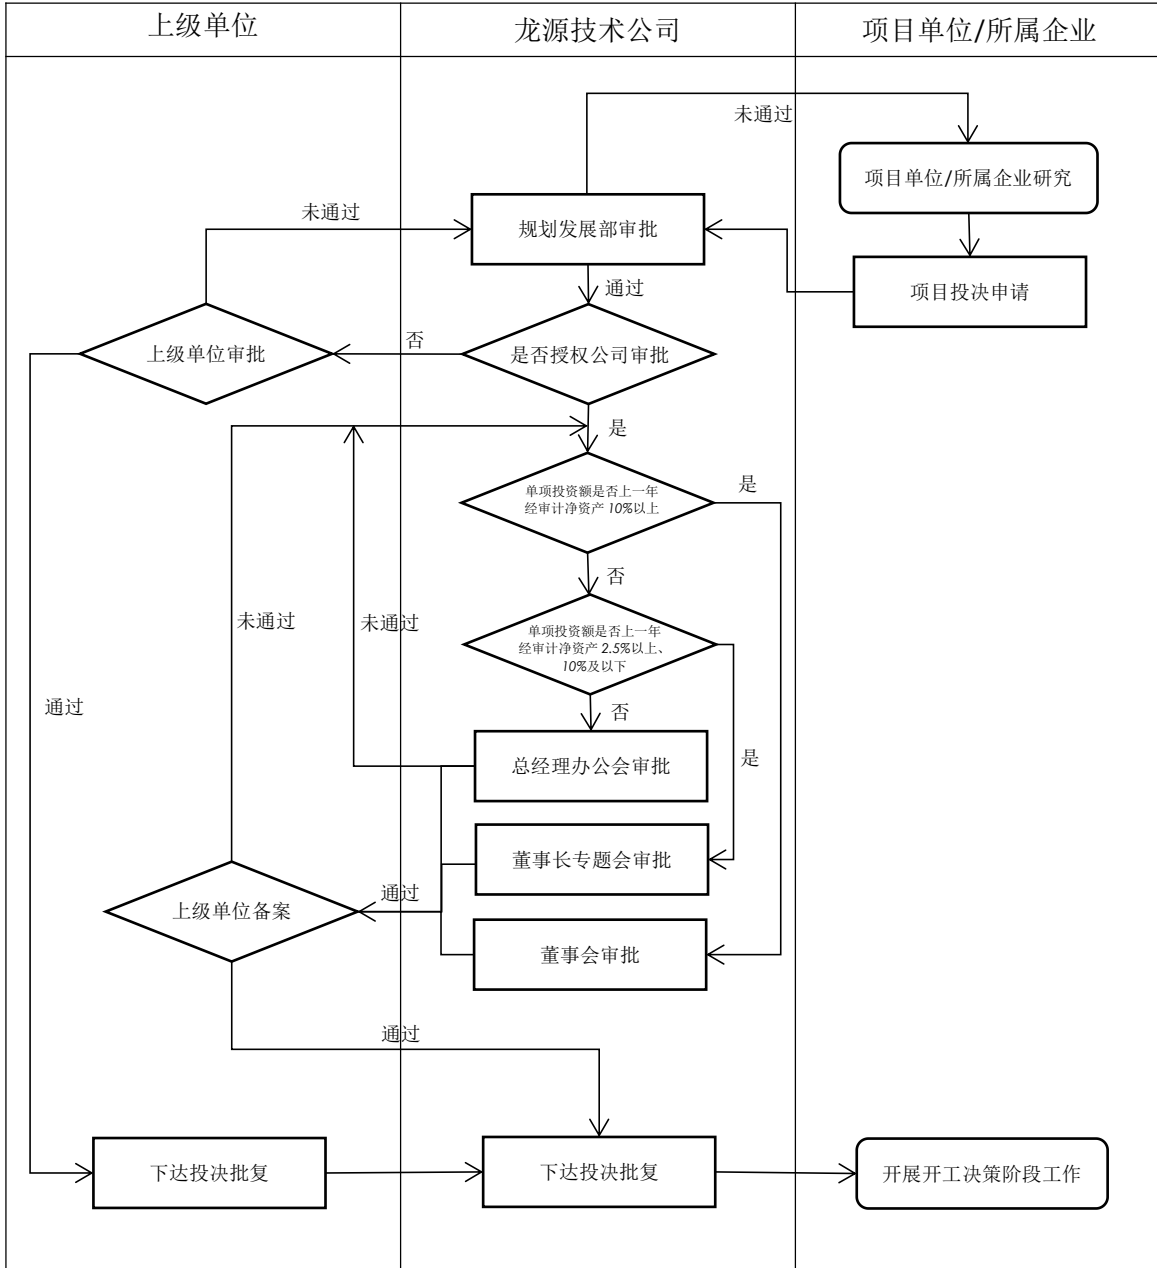 上级单位
龙源技术公司
项目单位/所属企业
未通过
项目单位/所属企业研究
未通过
规划发展部审批
通过
项目投决申请
上级单位审批
否
是否授权公司审批
是
单项投资额是否上一年
经审计净资产 10%以上
是
否
未通过
未通过
单项投资额是否上一年
经审计净资产 2.5%以上、
10%及以下
通过
否
总经理办公会审批
是
董事长专题会审批
通过
上级单位备案
董事会审批
通过
下达投决批复
下达投决批复
开展开工决策阶段工作